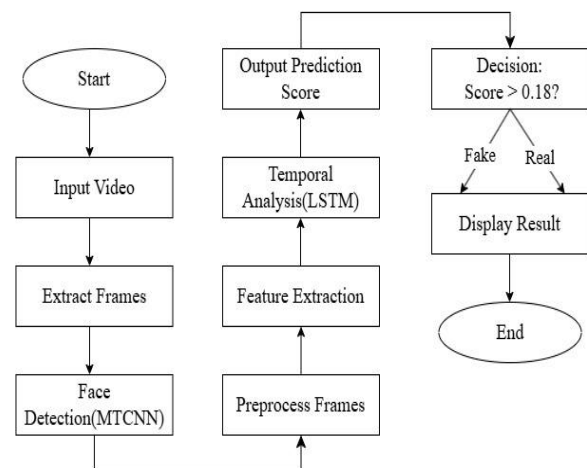 Start
Input Video
Extract Frames
Face
Detection(MTCNN)
Preprocess Frames
Feature Extraction
Temporal
Analysis(LSTM)
Output Prediction
Score
Decision:
Score > 0.18?
Fake
Real
Display Result
End